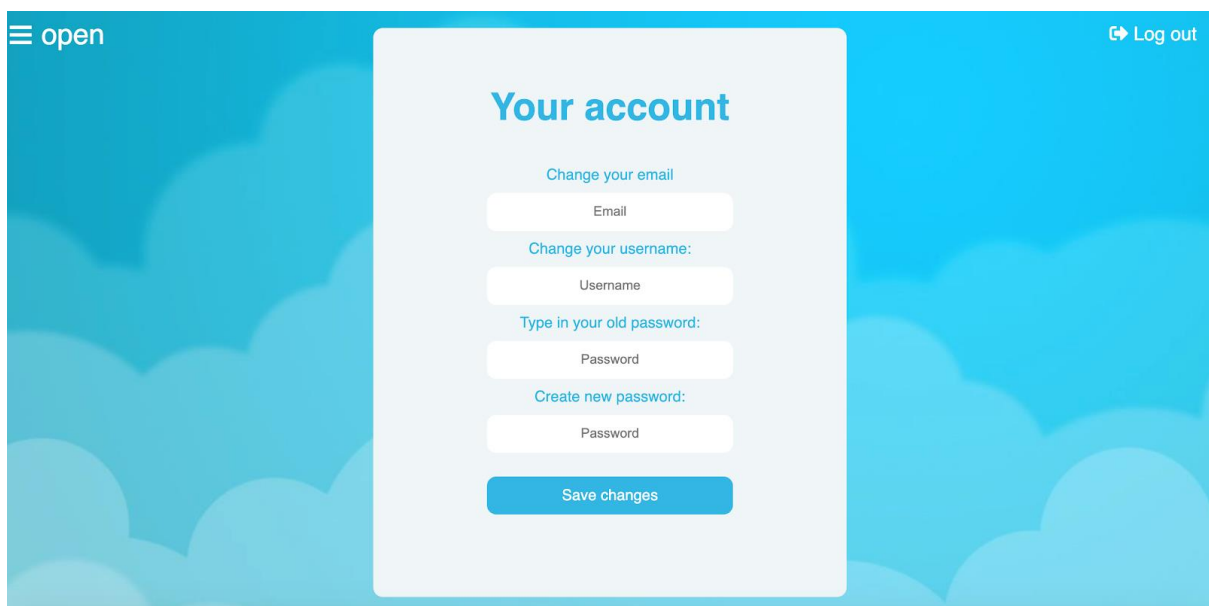 open
Log out
Your account
Change your email
Email
Change your username:
Username
Type in your old password:
Password
Create new password:
Password
Save changes